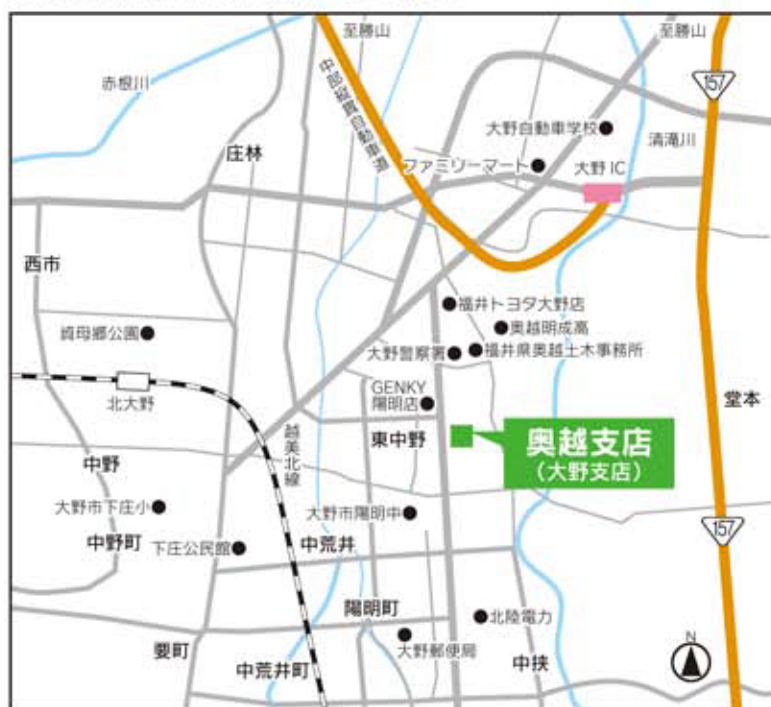 至勝山
至勝山
157
赤根川
中部縦貫自動車道
大野自動車学校
清滝川
庄林
ファミリーマート
大野 IC
西市
福井トヨタ大野店
奥越明成高
貞母郷公園
大野警察署
福井県奥越土木事務所
北大野
GENKY
陽明店
堂本
越美北線
東中野
奥越支店
(大野支店)
中野
大野市下庄小
大野市陽明中
157
中野町
下庄公民館
中荒井
陽明町
北陸電力
要町
大野郵便局
中荒井町
中挟
N